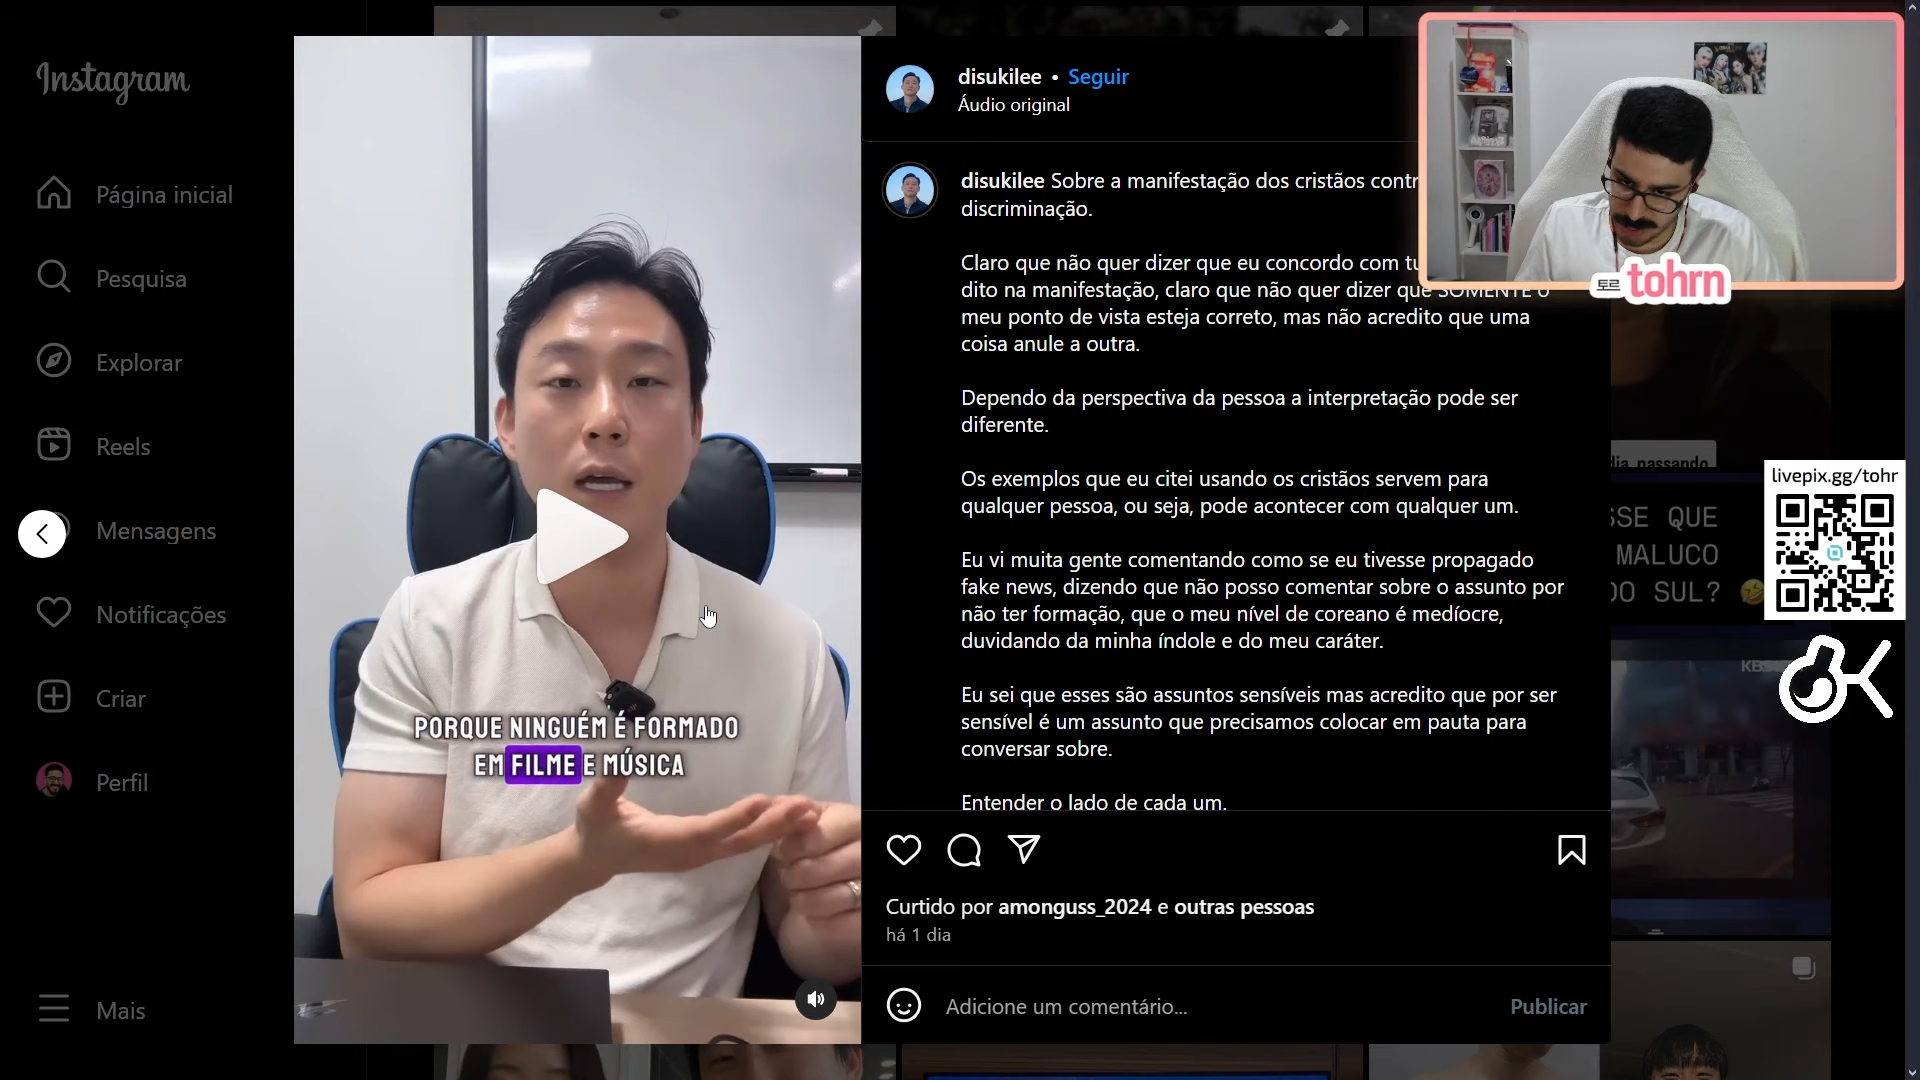 Instagram
Página inicial
Pesquisa
Explorar
Reels
Mensagens
Notificações
Criar
Perfil
Mais
PORQUE NINGUÉM É FORMADO
EM FILME E MÚSICA
disukilee • Seguir
Áudio original
disukilee Sobre a manifestação dos cristãos contr
discriminação.
Claro que não quer dizer que eu concordo com tu
dito na manifestação, claro que não quer dizer que SOMENTE o
meu ponto de vista esteja correto, mas não acredito que uma
coisa anule a outra.
Dependo da perspectiva da pessoa a interpretação pode ser
diferente.
Os exemplos que eu citei usando os cristãos servem para
qualquer pessoa, ou seja, pode acontecer com qualquer um.
Eu vi muita gente comentando como se eu tivesse propagado
fake news, dizendo que não posso comentar sobre o assunto por
não ter formação, que o meu nível de coreano é medíocre,
duvidando da minha índole e do meu caráter.
Eu sei que esses são assuntos sensíveis mas acredito que por ser
sensível é um assunto que precisamos colocar em pauta para
conversar sobre.
Entender o lado de cada um.
Curtido por amonguss_2024 e outras pessoas
há 1 dia
Adicione um comentário...
Publicar
토르 tohrn
dia passando
SSE QUE
MALUCO
DO SUL?
livepix.gg/tohr
KBS
OK